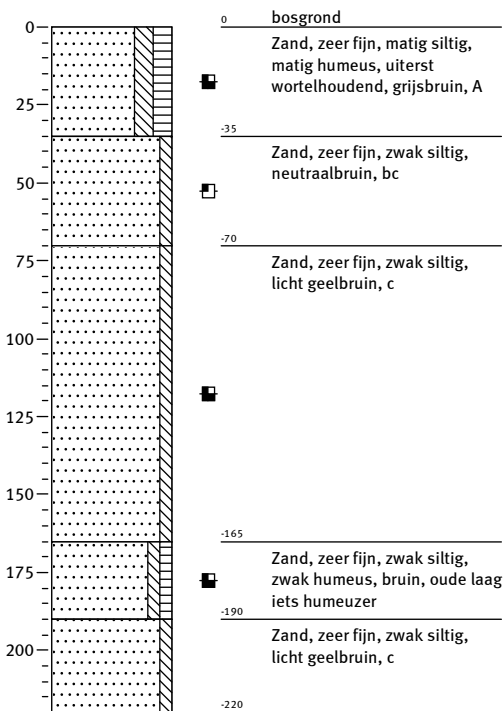 0
25
50
75
100
125
150
175
200
0
bosgrond
Zand, zeer fijn, matig siltig,
matig humeus, uiterst
wortelhoudend, grijsbruin, A
-35
Zand, zeer fijn, zwak siltig,
neutraalbruin, bc
-70
Zand, zeer fijn, zwak siltig,
licht geelbruin, c
-165
Zand, zeer fijn, zwak siltig,
zwak humeus, bruin, oude laag
iets humeuzer
-190
Zand, zeer fijn, zwak siltig,
licht geelbruin, c
-220